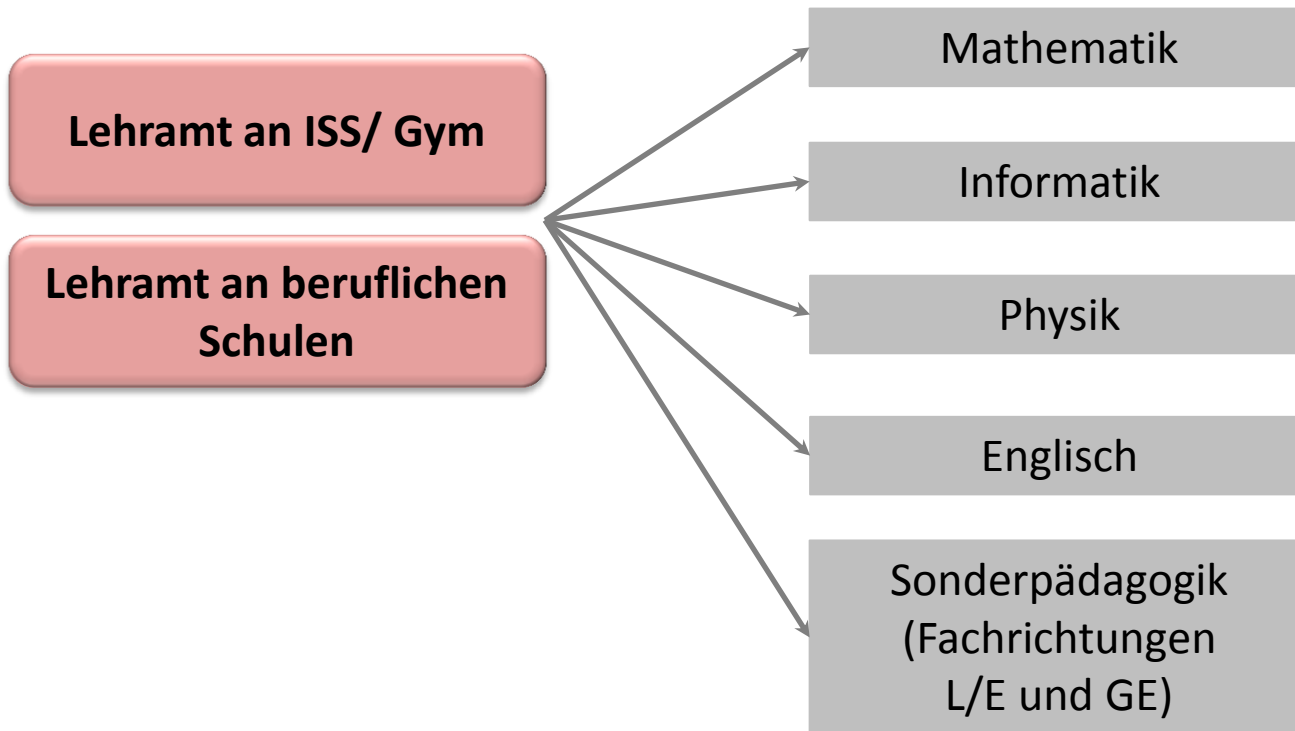 Lehramt an ISS/ Gym
Lehramt an beruflichen
Schulen
Mathematik
Informatik
Physik
Englisch
Sonderpädagogik
(Fachrichtungen
L/E und GE)